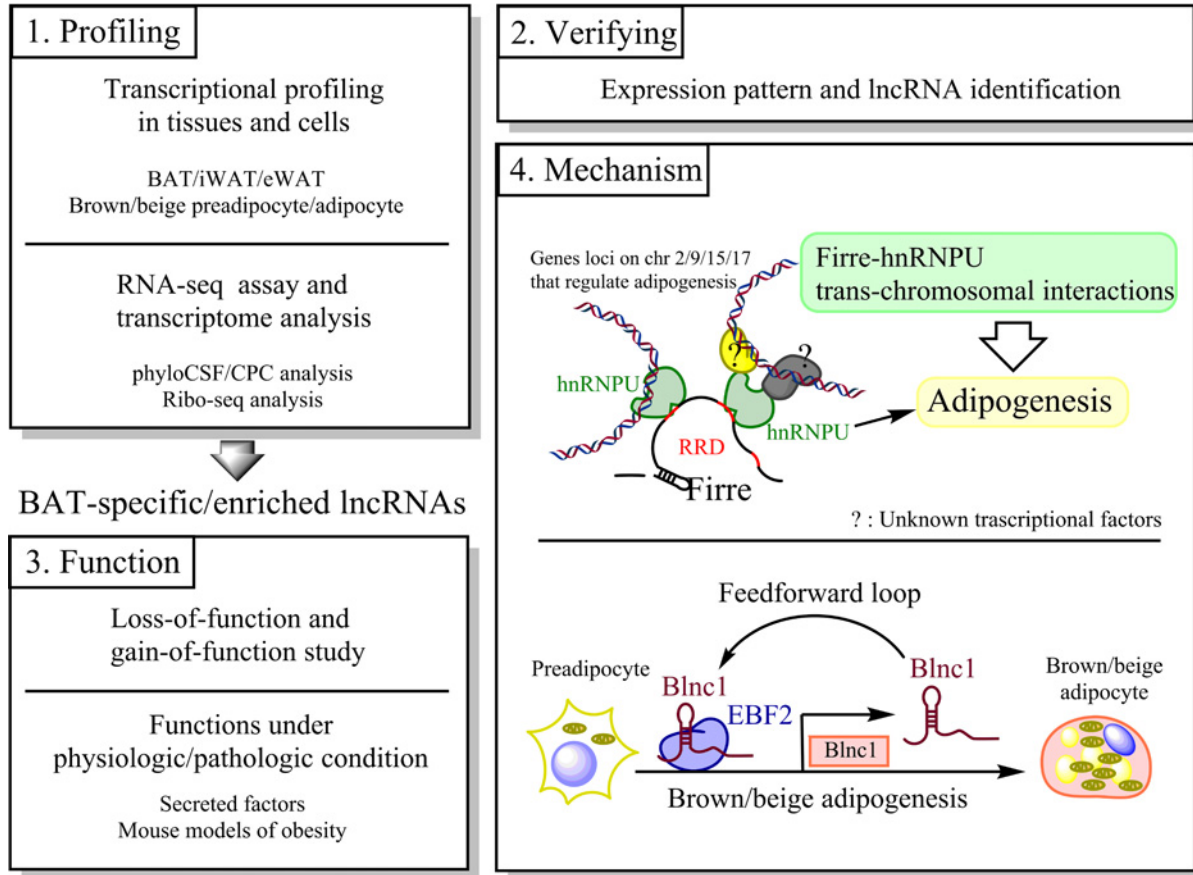 1. Profiling
Transcriptional profiling
in tissues and cells
BAT/iWAT/eWAT
Brown/beige preadipocyte/adipocyte
RNA-seq assay and
transcriptome analysis
phyloCSF/CPC analysis
Ribo-seq analysis
BAT-specific/enriched lncRNAs
2. Verifying
Expression pattern and lncRNA identification
3. Function
Loss-of-function and
gain-of-function study
Functions under
physiologic/pathologic condition
Secreted factors
Mouse models of obesity
4. Mechanism
Genes loci on chr 2/9/15/17
that regulate adipogenesis
Firre-hnRNPU
trans-chromosomal interactions
?
?
hnRNPU
hnRNPU
Adipogenesis
RRD
Firre
? : Unknown trascriptional factors
Feedforward loop
Preadipocyte
Blnc1
EBF2
Blnc1
Blnc1
Brown/beige
adipocyte
Brown/beige adipogenesis